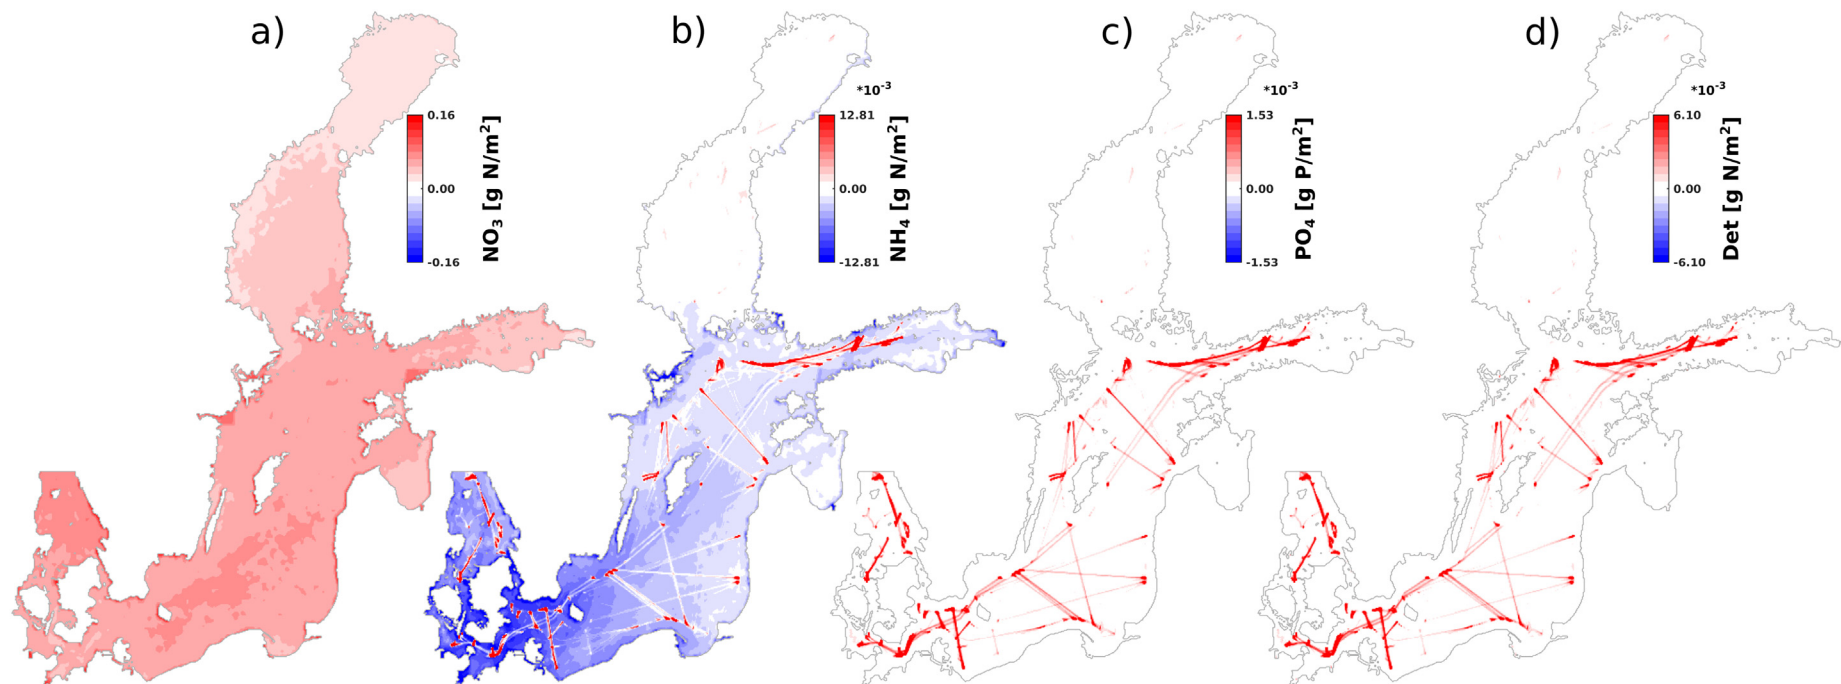 a)
0.16
0.00
-0.16
NO3 [g N/m2]
b)
*10-3
12.81
0.00
-12.81
NH4 [g N/m2]
c)
*10-3
1.53
0.00
-1.53
PO4 [g P/m2]
d)
*10-3
6.10
0.00
-6.10
Det [g N/m2]